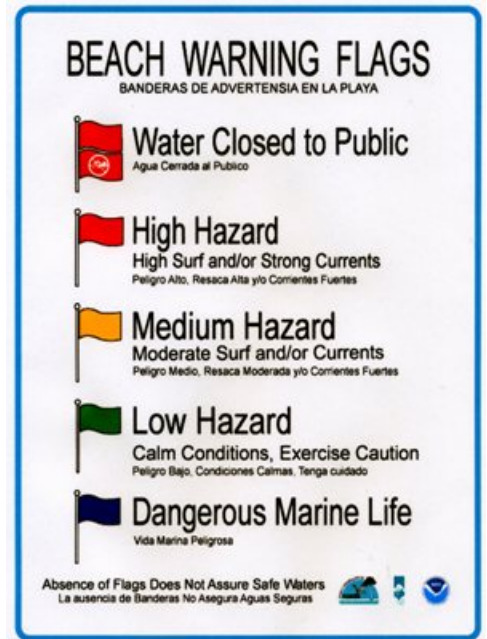 BEACH WARNING FLAGS
BANDERAS DE ADVERTENSIA EN LA PLAYA
Water Closed to Public
Agua Cerrada al Publico
High Hazard
High Surf and/or Strong Currents
Peligro Alto, Resaca Alta y/o Corrientes Fuertes
Medium Hazard
Moderate Surf and/or Currents
Peligro Medio, Resaca Moderada y/o Corrientes Fuertes
Low Hazard
Calm Conditions, Exercise Caution
Peligro Bajo, Condiciones Calmas, Tenga cuidado
Dangerous Marine Life
Vida Marina Peligrosa
Absence of Flags Does Not Assure Safe Waters
La ausencia de Banderas No Asegura Aguas Seguras